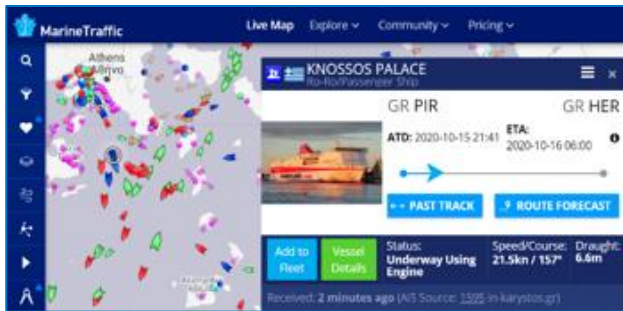 MarineTraffic
Live Map Explore Community Pricing
Athens
Αθήνα
KNOSSOS PALACE
Ro-Ro/Passenger Ship
GR PIR GR HER
ATD: 2020-10-15 21:41 ETA: 2020-10-16 06:00
PAST TRACK ROUTE FORECAST
Add to Fleet
Vessel Details
Status:
Underway Using Engine
Speed/Course:
21.5kn / 157°
Draught:
6.6m
Received: 2 minutes ago (AIS Source: 1595 in-karystos.gr)